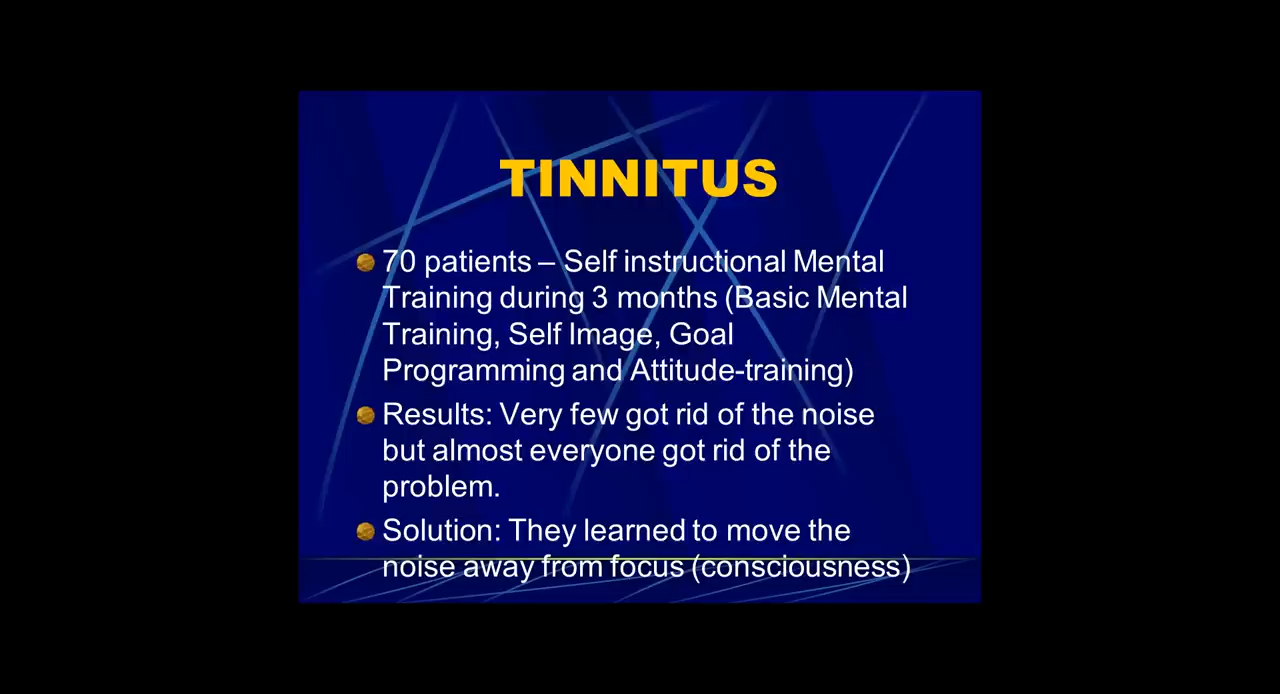 TINNITUS
70 patients – Self instructional Mental
Training during 3 months (Basic Mental
Training, Self Image, Goal
Programming and Attitude-training)
Results: Very few got rid of the noise
but almost everyone got rid of the
problem.
Solution: They learned to move the
noise away from focus (consciousness)